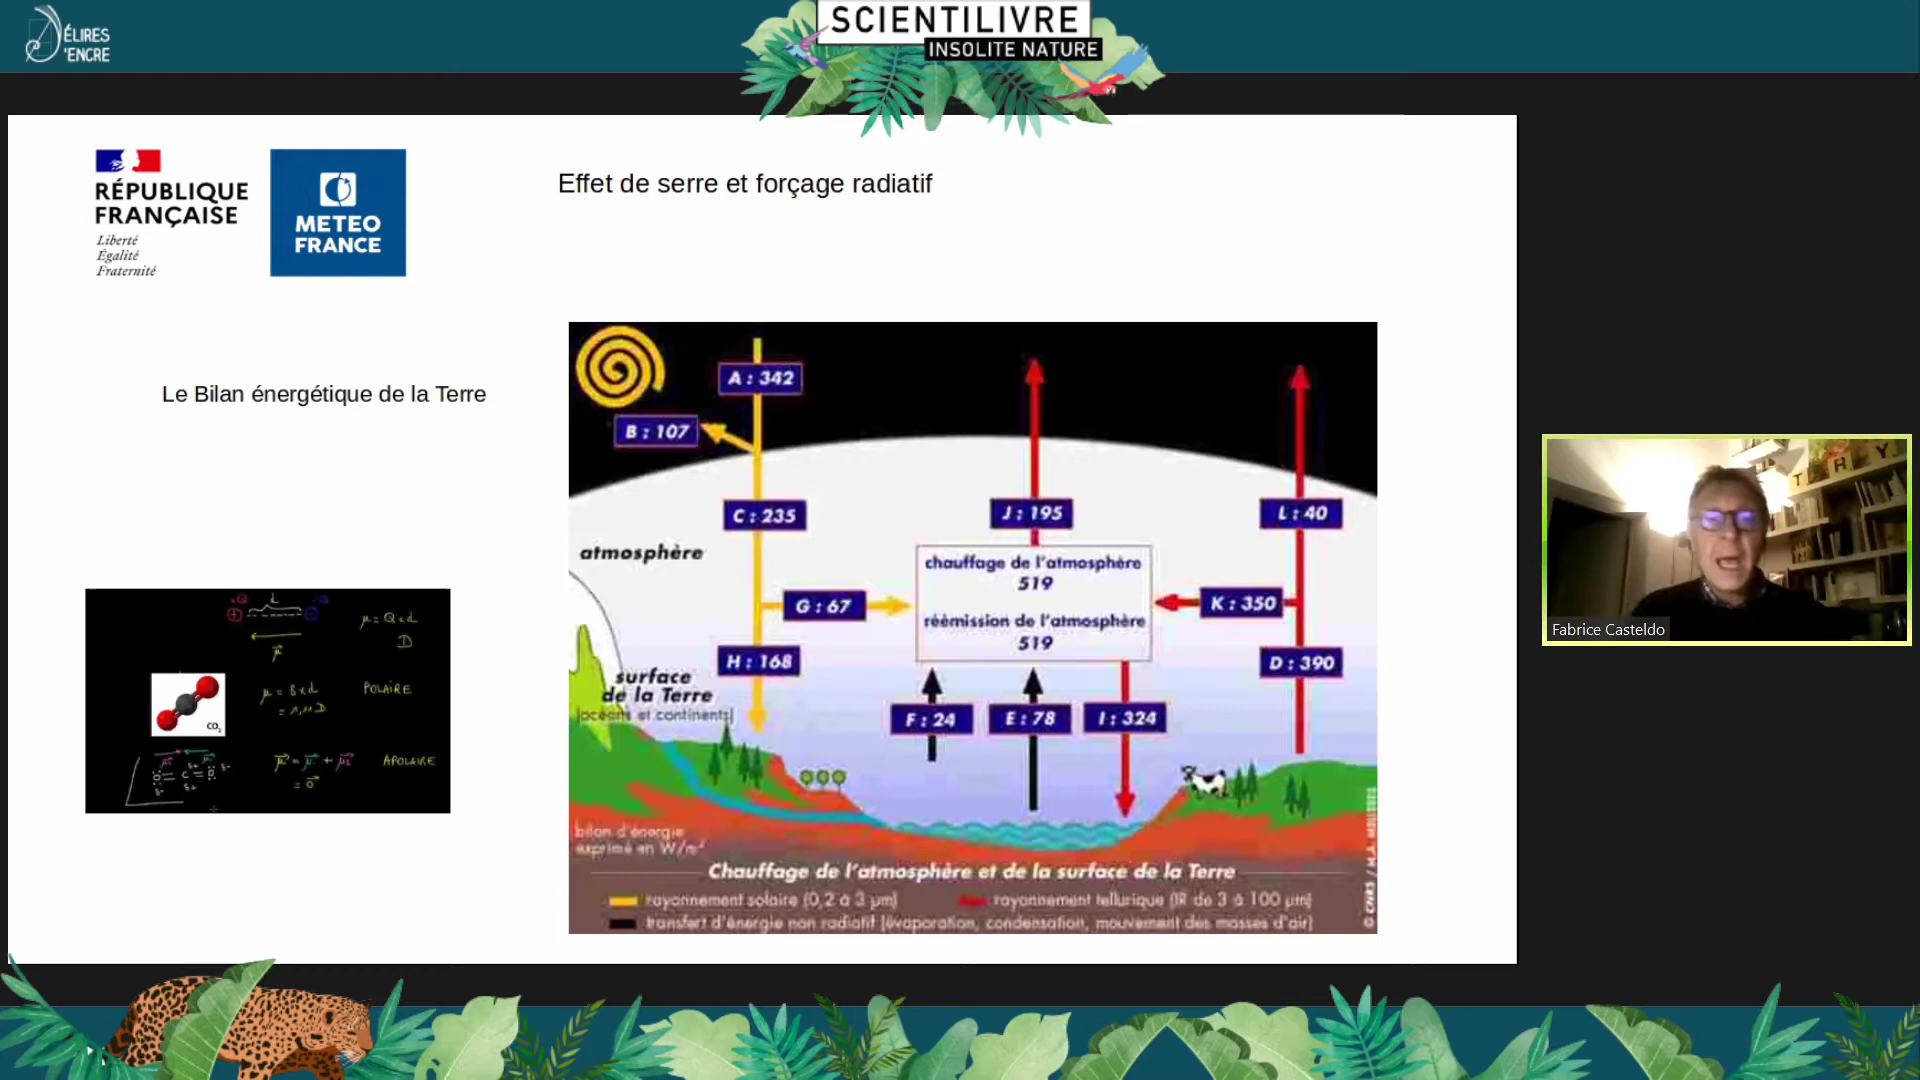 ÉLIRES
'ENCRE
SCIENTILIVRE
INSOLITE NATURE
RÉPUBLIQUE
FRANÇAISE
Liberté
Égalité
Fraternité
METEO
FRANCE
Effet de serre et forçage radiatif
Le Bilan énergétique de la Terre
A : 342
B : 107
C : 235
J : 195
L : 40
atmosphère
chauffage de l'atmosphère
519
réémission de l'atmosphère
519
G : 67
K : 350
H : 168
D : 390
surface
de la Terre
(océans et continents)
F : 24
E : 78
I : 324
bilan d'énergie
exprimé en W/m²
Chauffage de l'atmosphère et de la surface de la Terre
rayonnement solaire (0,2 à 3 µm)
rayonnement tellurique (IR de 3 à 100 µm)
transfert d'énergie non radiatif (évaporation, condensation, mouvement des masses d'air)
µ = Q×d
D
POLAIRE
CO₂
APOLAIRE
T R Y
Fabrice Casteldo